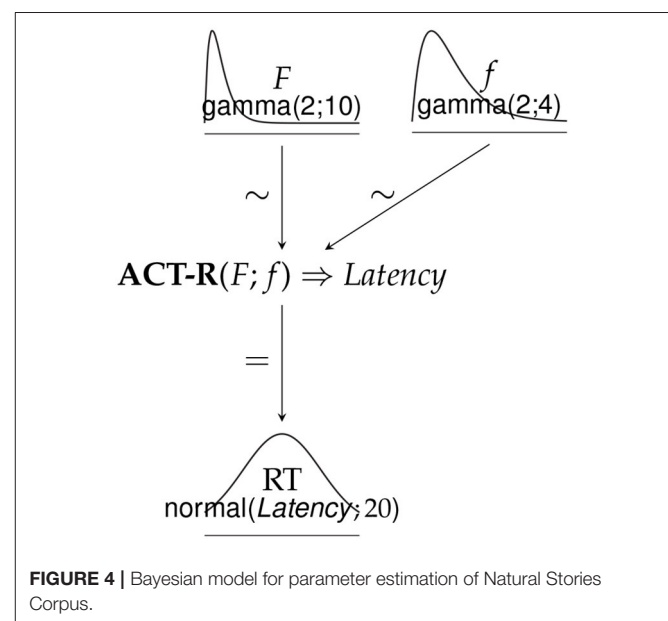 F f
gamma(2;10) gamma(2;4)
∼ ∼
ACT-R(F; f) ⇒ Latency
=
RT
normal(Latency; 20)
FIGURE 4 | Bayesian model for parameter estimation of Natural Stories
Corpus.